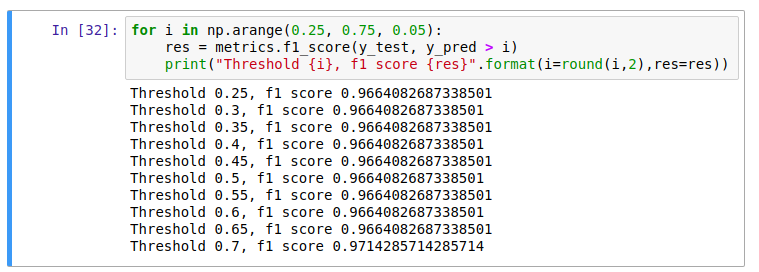 In [32]: for i in np.arange(0.25, 0.75, 0.05):
    res = metrics.f1_score(y_test, y_pred > i)
    print("Threshold {i}, f1 score {res}".format(i=round(i,2),res=res))
Threshold 0.25, f1 score 0.9664082687338501
Threshold 0.3, f1 score 0.9664082687338501
Threshold 0.35, f1 score 0.9664082687338501
Threshold 0.4, f1 score 0.9664082687338501
Threshold 0.45, f1 score 0.9664082687338501
Threshold 0.5, f1 score 0.9664082687338501
Threshold 0.55, f1 score 0.9664082687338501
Threshold 0.6, f1 score 0.9664082687338501
Threshold 0.65, f1 score 0.9664082687338501
Threshold 0.7, f1 score 0.9714285714285714